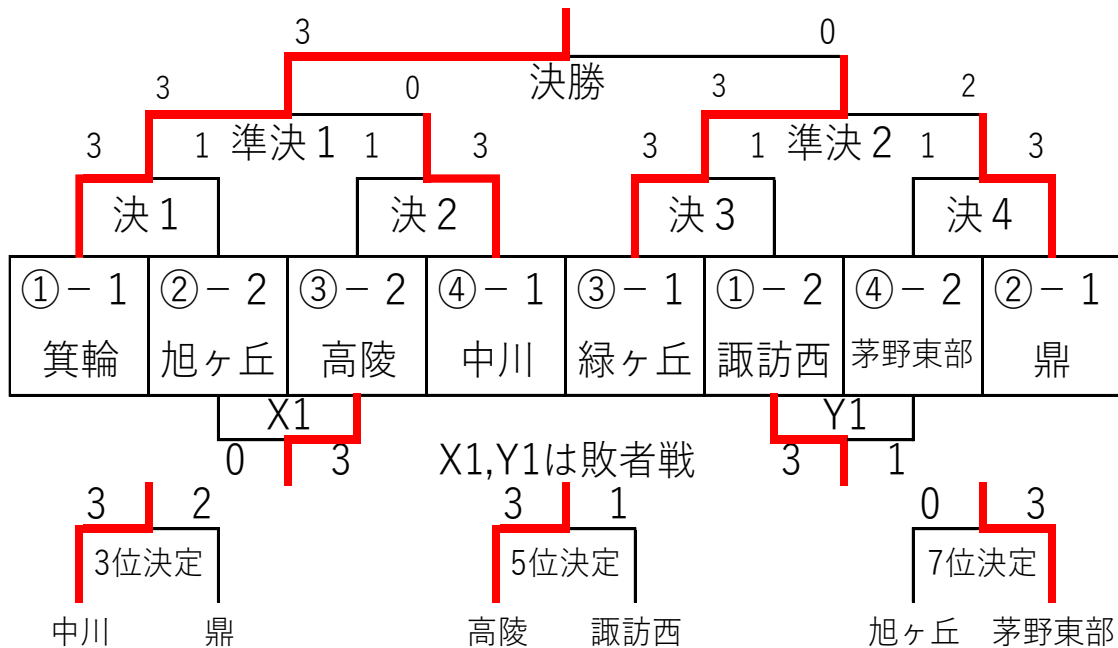 3 0
決勝
3 0 3 2
3 1 準決1 1 3 3 1 準決2 1 3
決1 決2 決3 決4
①－1 ②－2 ③－2 ④－1 ③－1 ①－2 ④－2 ②－1
箕輪 旭ヶ丘 高陵 中川 緑ヶ丘 諏訪西 茅野東部 鼎
X1 Y1
0 3 X1,Y1は敗者戦 3 1
3 2 3 1 0 3
3位決定 5位決定 7位決定
中川 鼎 高陵 諏訪西 旭ヶ丘 茅野東部